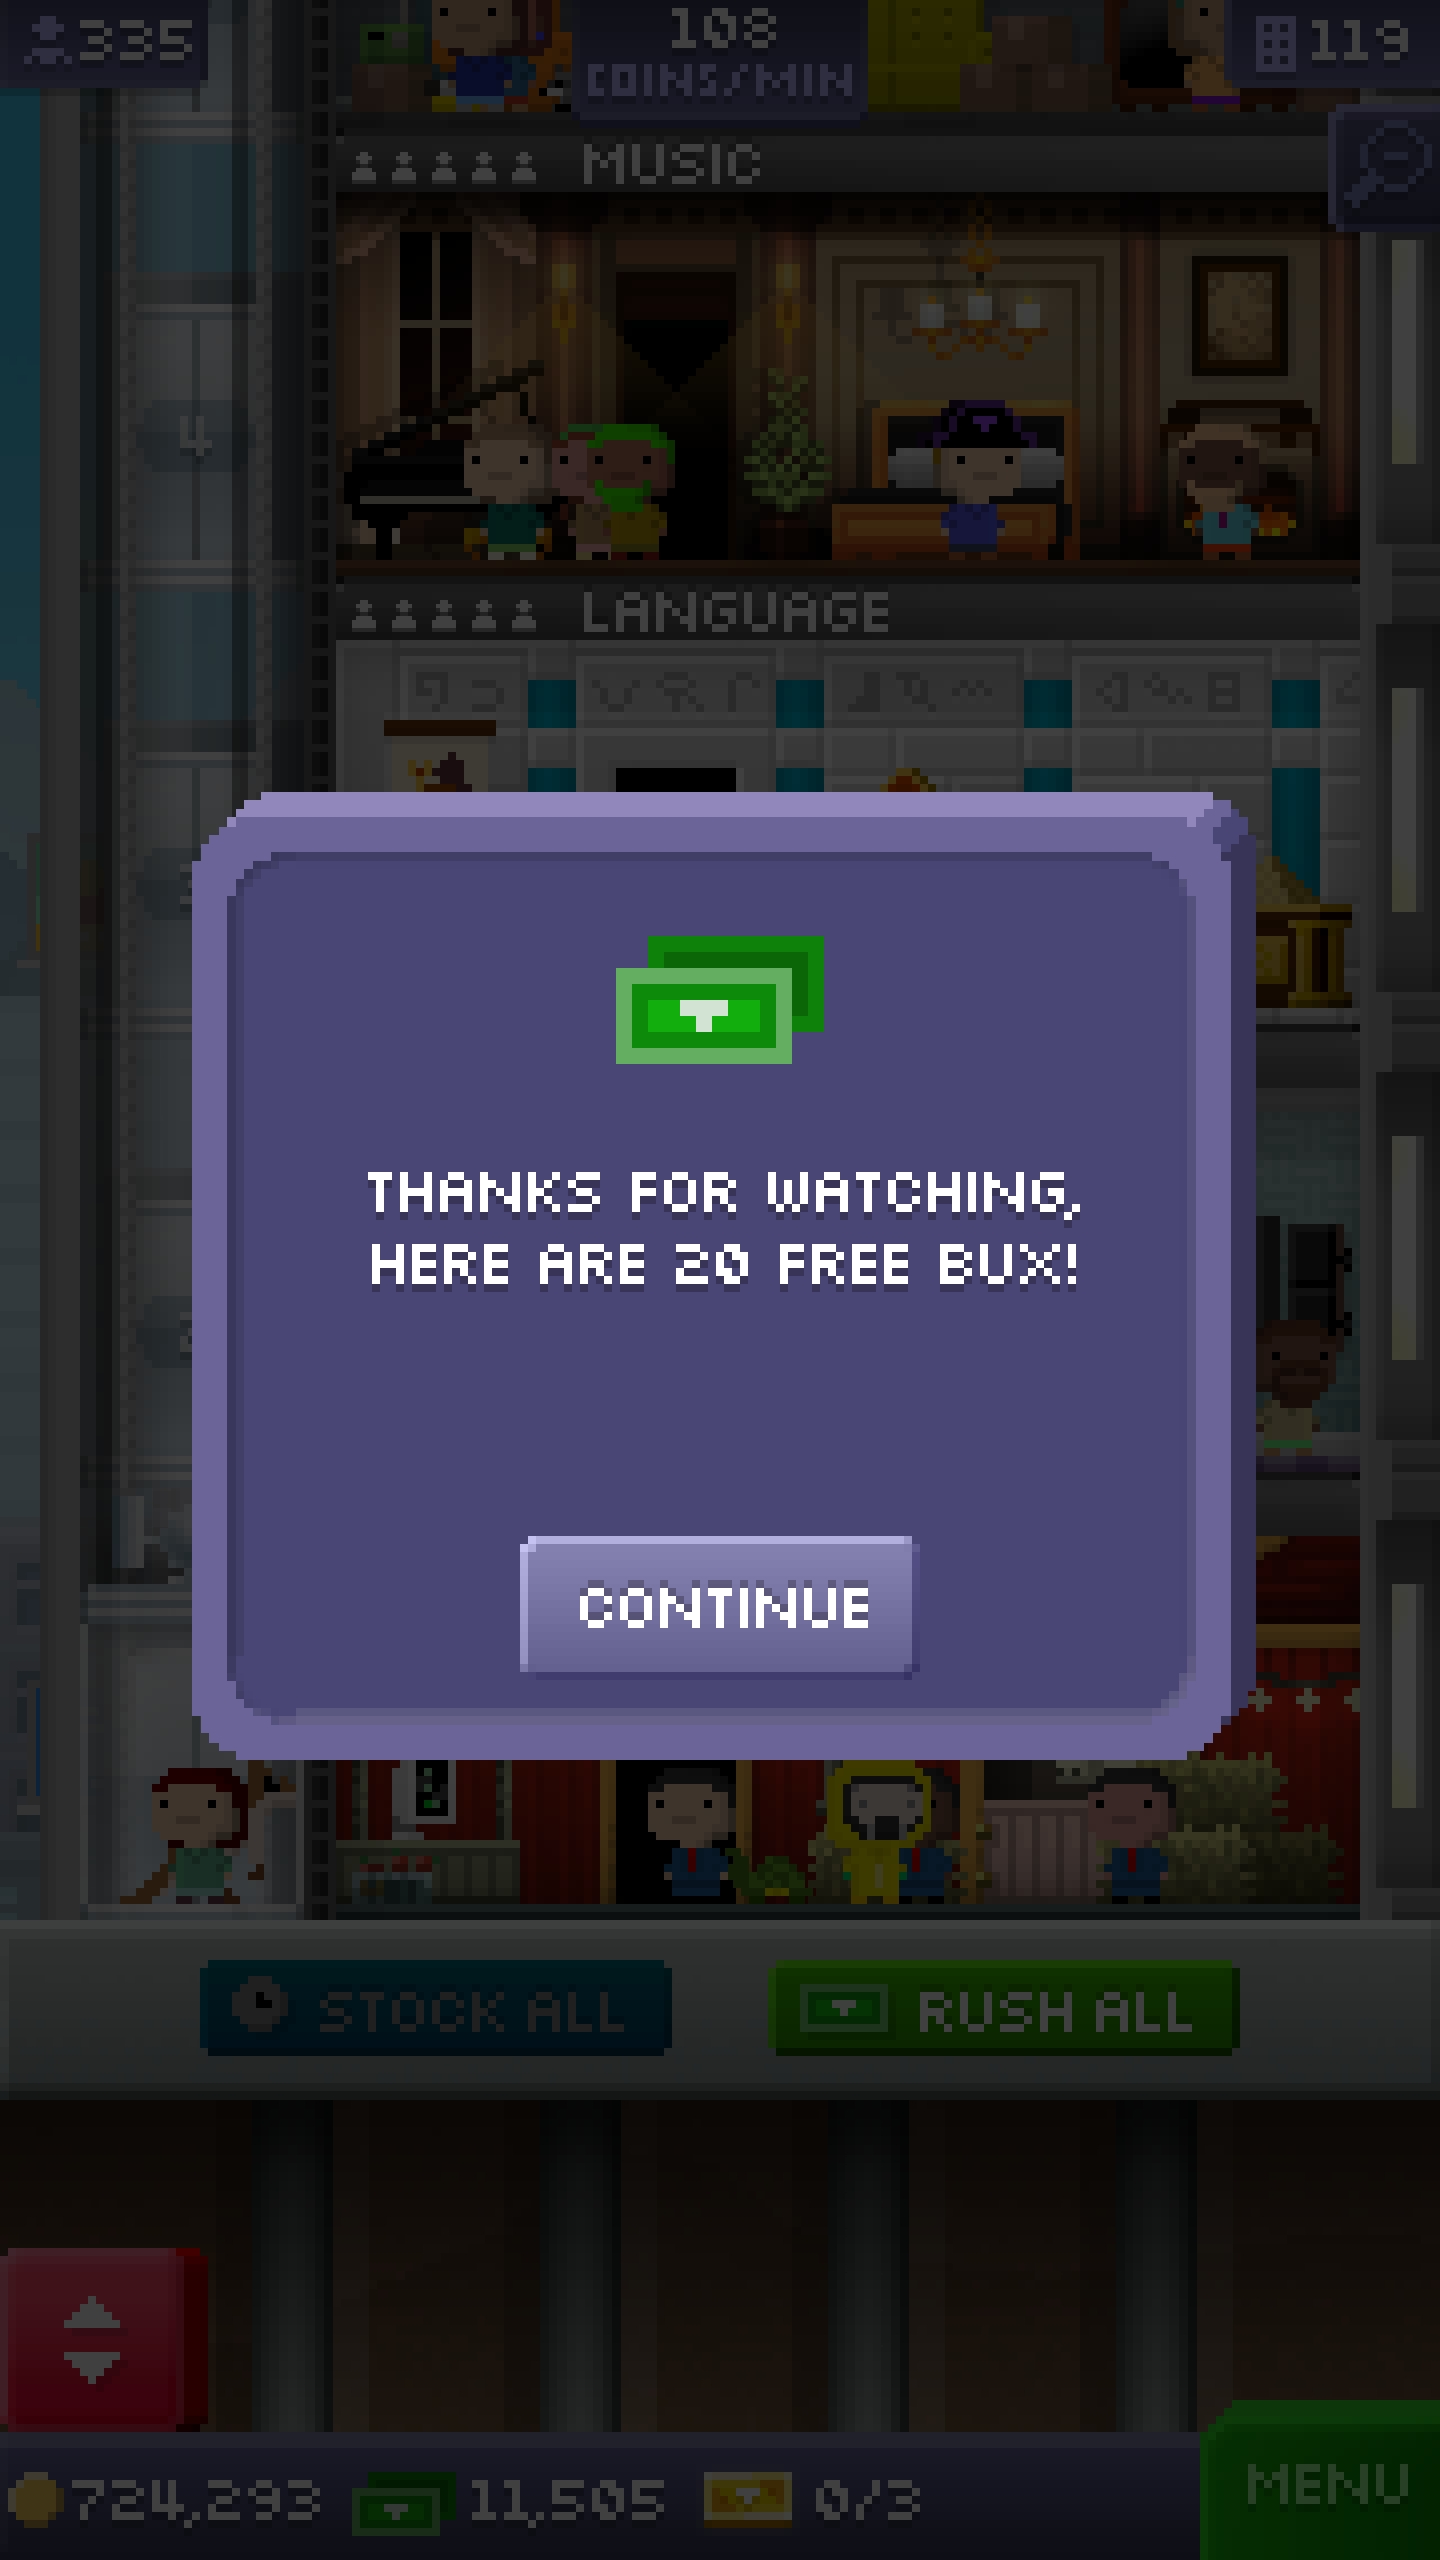 335
108
COINS/MIN
119
MUSIC
4
LANGUAGE
THANKS FOR WATCHING,
HERE ARE 20 FREE BUX!
CONTINUE
STOCK ALL
RUSH ALL
724,293
11,505
0/3
MENU